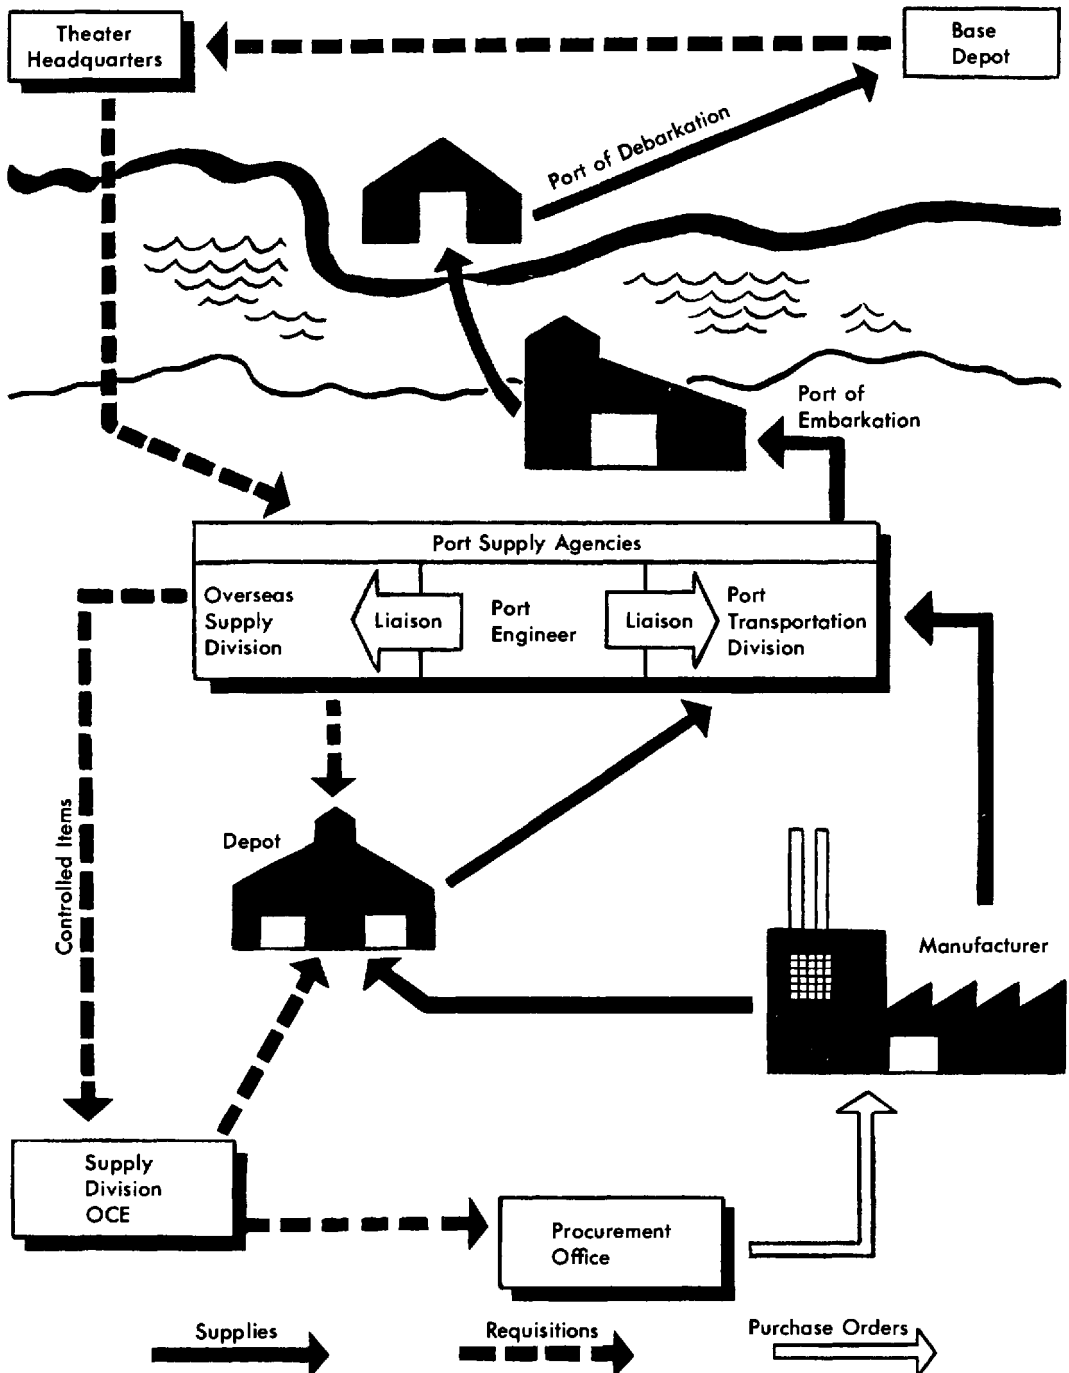 Theater
Headquarters
Base
Depot
Port of Debarkation
Port of
Embarkation
Port Supply Agencies
Overseas
Supply
Division
Liaison
Port
Engineer
Liaison
Port
Transportation
Division
Controlled Items
Depot
Manufacturer
Supply
Division
OCE
Procurement
Office
Supplies
Requisitions
Purchase Orders